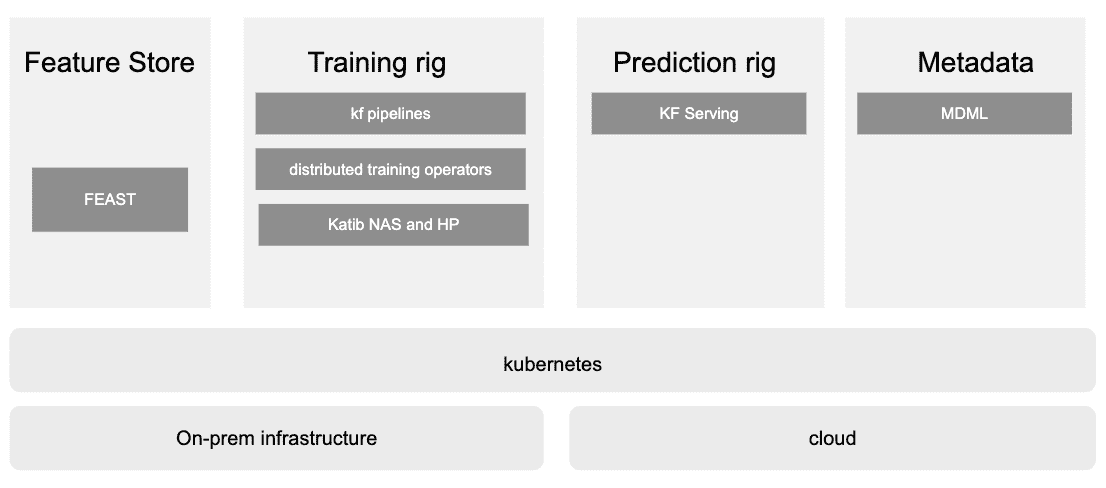 Feature Store
FEAST
Training rig
kf pipelines
distributed training operators
Katib NAS and HP
Prediction rig
KF Serving
Metadata
MDML
kubernetes
On-prem infrastructure
cloud